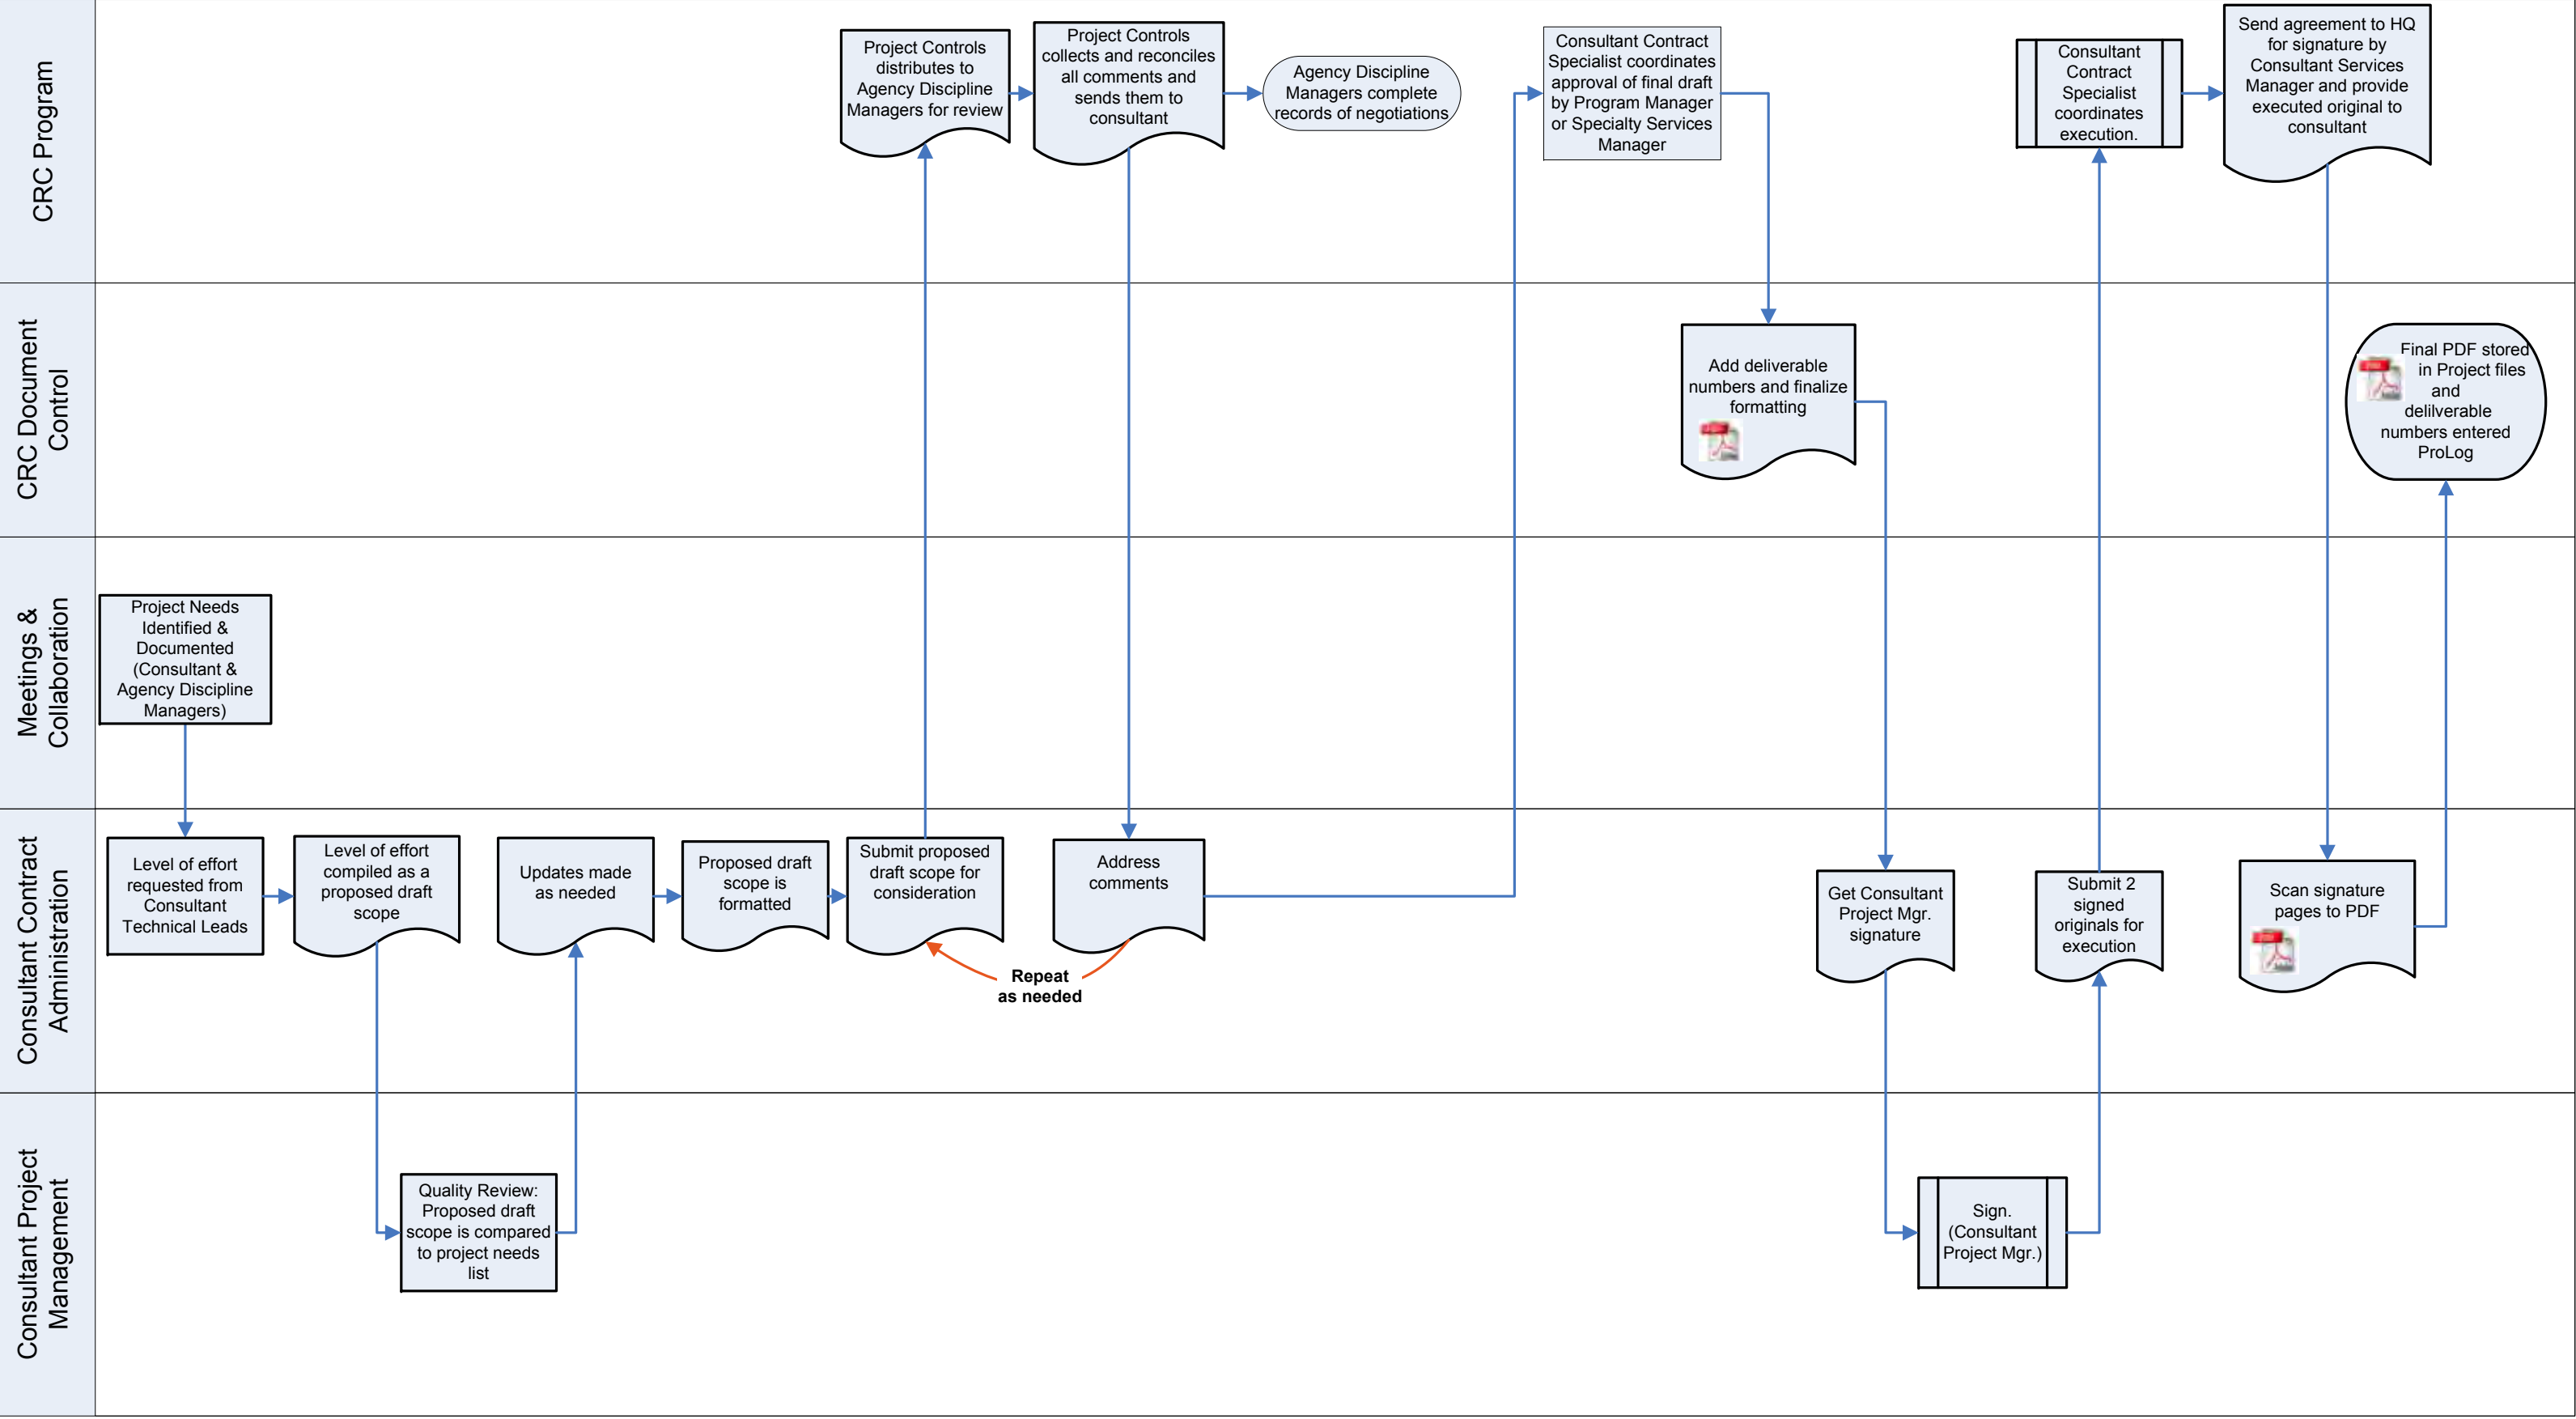 CRC Program
Project Controls
distributes to
Agency Discipline
Managers for review
Project Controls
collects and reconciles
all comments and
sends them to
consultant
Agency Discipline
Managers complete
records of negotiations
Consultant Contract
Specialist coordinates
approval of final draft
by Program Manager
or Specialty Services
Manager
Consultant
Contract
Specialist
coordinates
execution.
Send agreement to HQ
for signature by
Consultant Services
Manager and provide
executed original to
consultant
CRC Document
Control
Add deliverable
numbers and finalize
formatting
Final PDF stored
in Project files
and
delilverable
numbers entered
ProLog
Meetings &
Collaboration
Project Needs
Identified &
Documented
(Consultant &
Agency Discipline
Managers)
Consultant Contract
Administration
Level of effort
requested from
Consultant
Technical Leads
Level of effort
compiled as a
proposed draft
scope
Updates made
as needed
Proposed draft
scope is
formatted
Submit proposed
draft scope for
consideration
Address
comments
Repeat
as needed
Get Consultant
Project Mgr.
signature
Submit 2
signed
originals for
execution
Scan signature
pages to PDF
Consultant Project
Management
Quality Review:
Proposed draft
scope is compared
to project needs
list
Sign.
(Consultant
Project Mgr.)